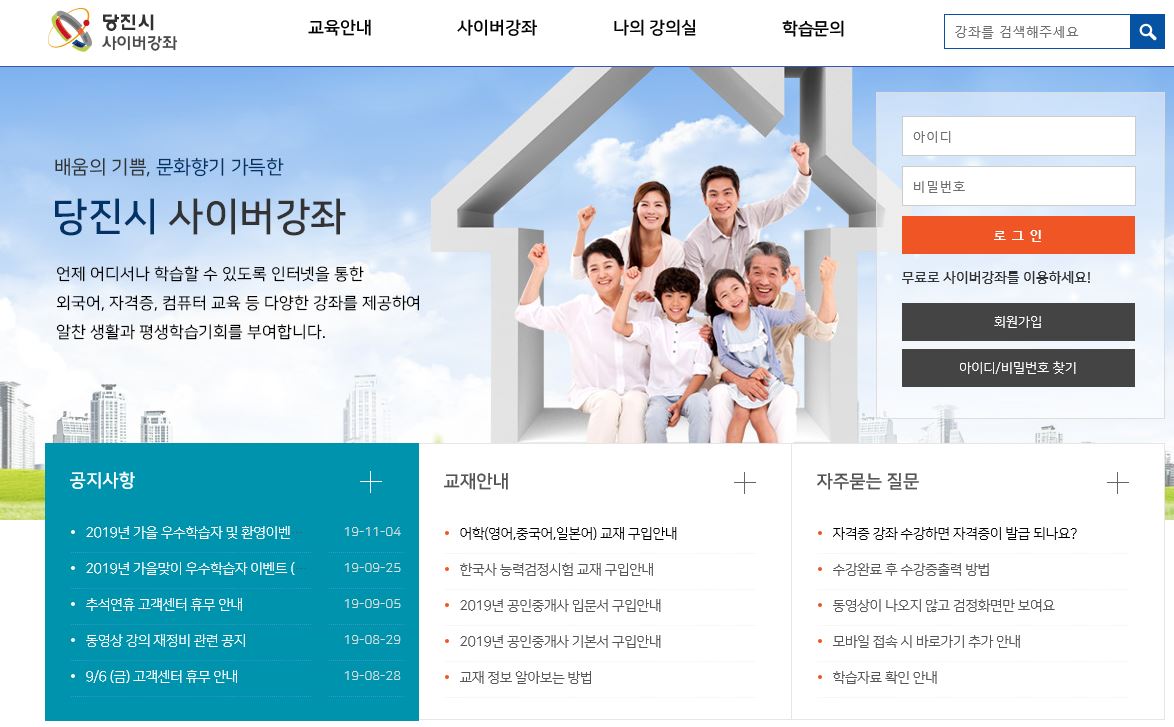 당진시
사이버강좌
교육안내
사이버강좌
나의 강의실
학습문의
강좌를 검색해주세요
배움의 기쁨, 문화향기 가득한
당진시 사이버강좌
언제 어디서나 학습할 수 있도록 인터넷을 통한
외국어, 자격증, 컴퓨터 교육 등 다양한 강좌를 제공하여
알찬 생활과 평생학습기회를 부여합니다.
아이디
비밀번호
로그인
무료로 사이버강좌를 이용하세요!
회원가입
아이디/비밀번호 찾기
공지사항
2019년 가을 우수학습자 및 환영이벤 19-11-04
2019년 가을맞이 우수학습자 이벤트 ( 19-09-25
추석연휴 고객센터 휴무 안내 19-09-05
동영상 강의 재정비 관련 공지 19-08-29
9/6 (금) 고객센터 휴무 안내 19-08-28
교재안내
어학(영어,중국어,일본어) 교재 구입안내
한국사 능력검정시험 교재 구입안내
2019년 공인중개사 입문서 구입안내
2019년 공인중개사 기본서 구입안내
교재 정보 알아보는 방법
자주묻는 질문
자격증 강좌 수강하면 자격증이 발급 되나요?
수강완료 후 수강증출력 방법
동영상이 나오지 않고 검정화면만 보여요
모바일 접속 시 바로가기 추가 안내
학습자료 확인 안내